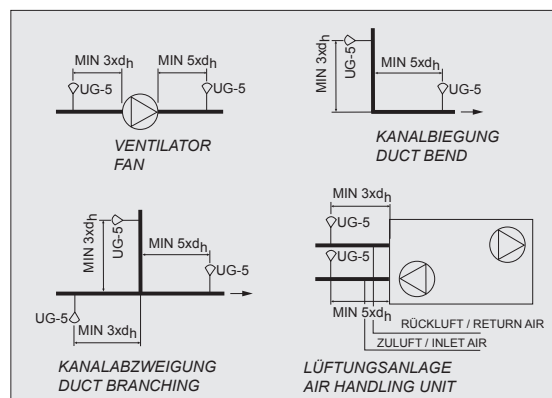 MIN 3xdh
MIN 5xdh
UG-5
UG-5
VENTILATOR
FAN
MIN 3xdh
UG-5
MIN 5xdh
UG-5
KANALBIEGUNG
DUCT BEND
MIN 3xdh
UG-5
MIN 5xdh
UG-5
UG-5
MIN 3xdh
KANALABZWEIGUNG
DUCT BRANCHING
MIN 3xdh
UG-5
UG-5
MIN 5xdh
RÜCKLUFT / RETURN AIR
ZULUFT / INLET AIR
LÜFTUNGSANLAGE
AIR HANDLING UNIT